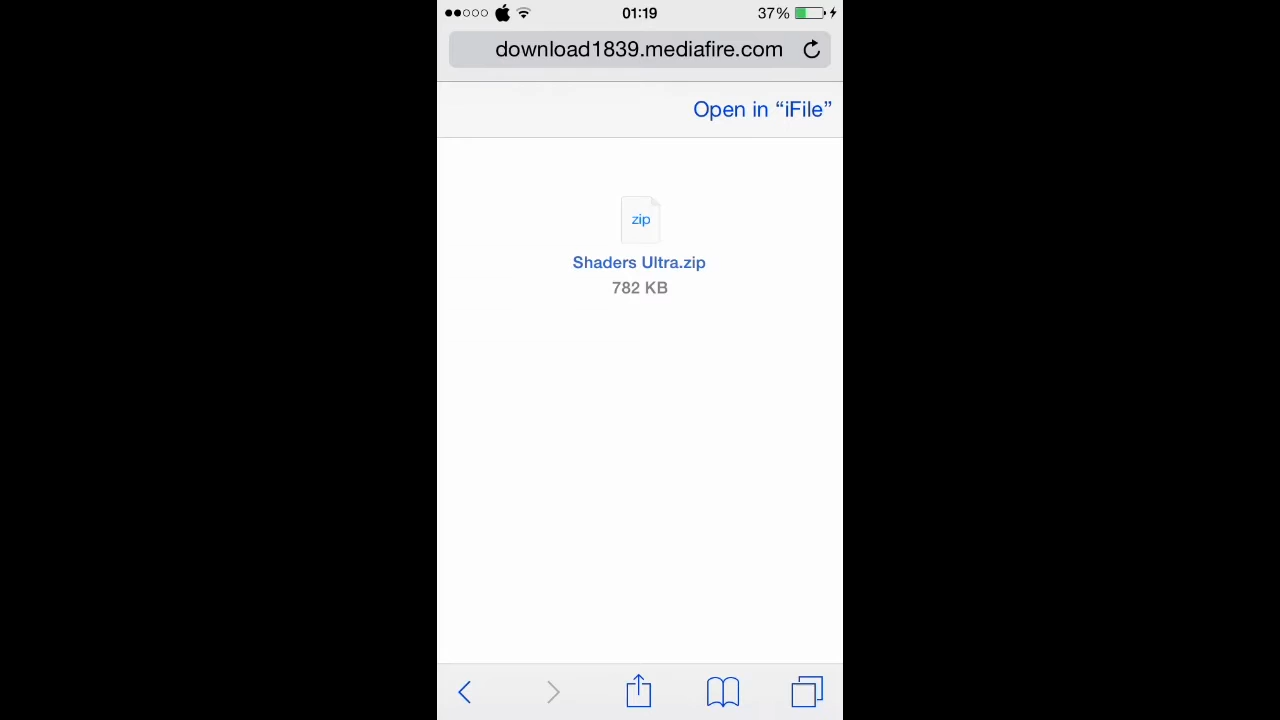 01:19
37%
download1839.mediafire.com
Open in “iFile”
zip
Shaders Ultra.zip
782 KB